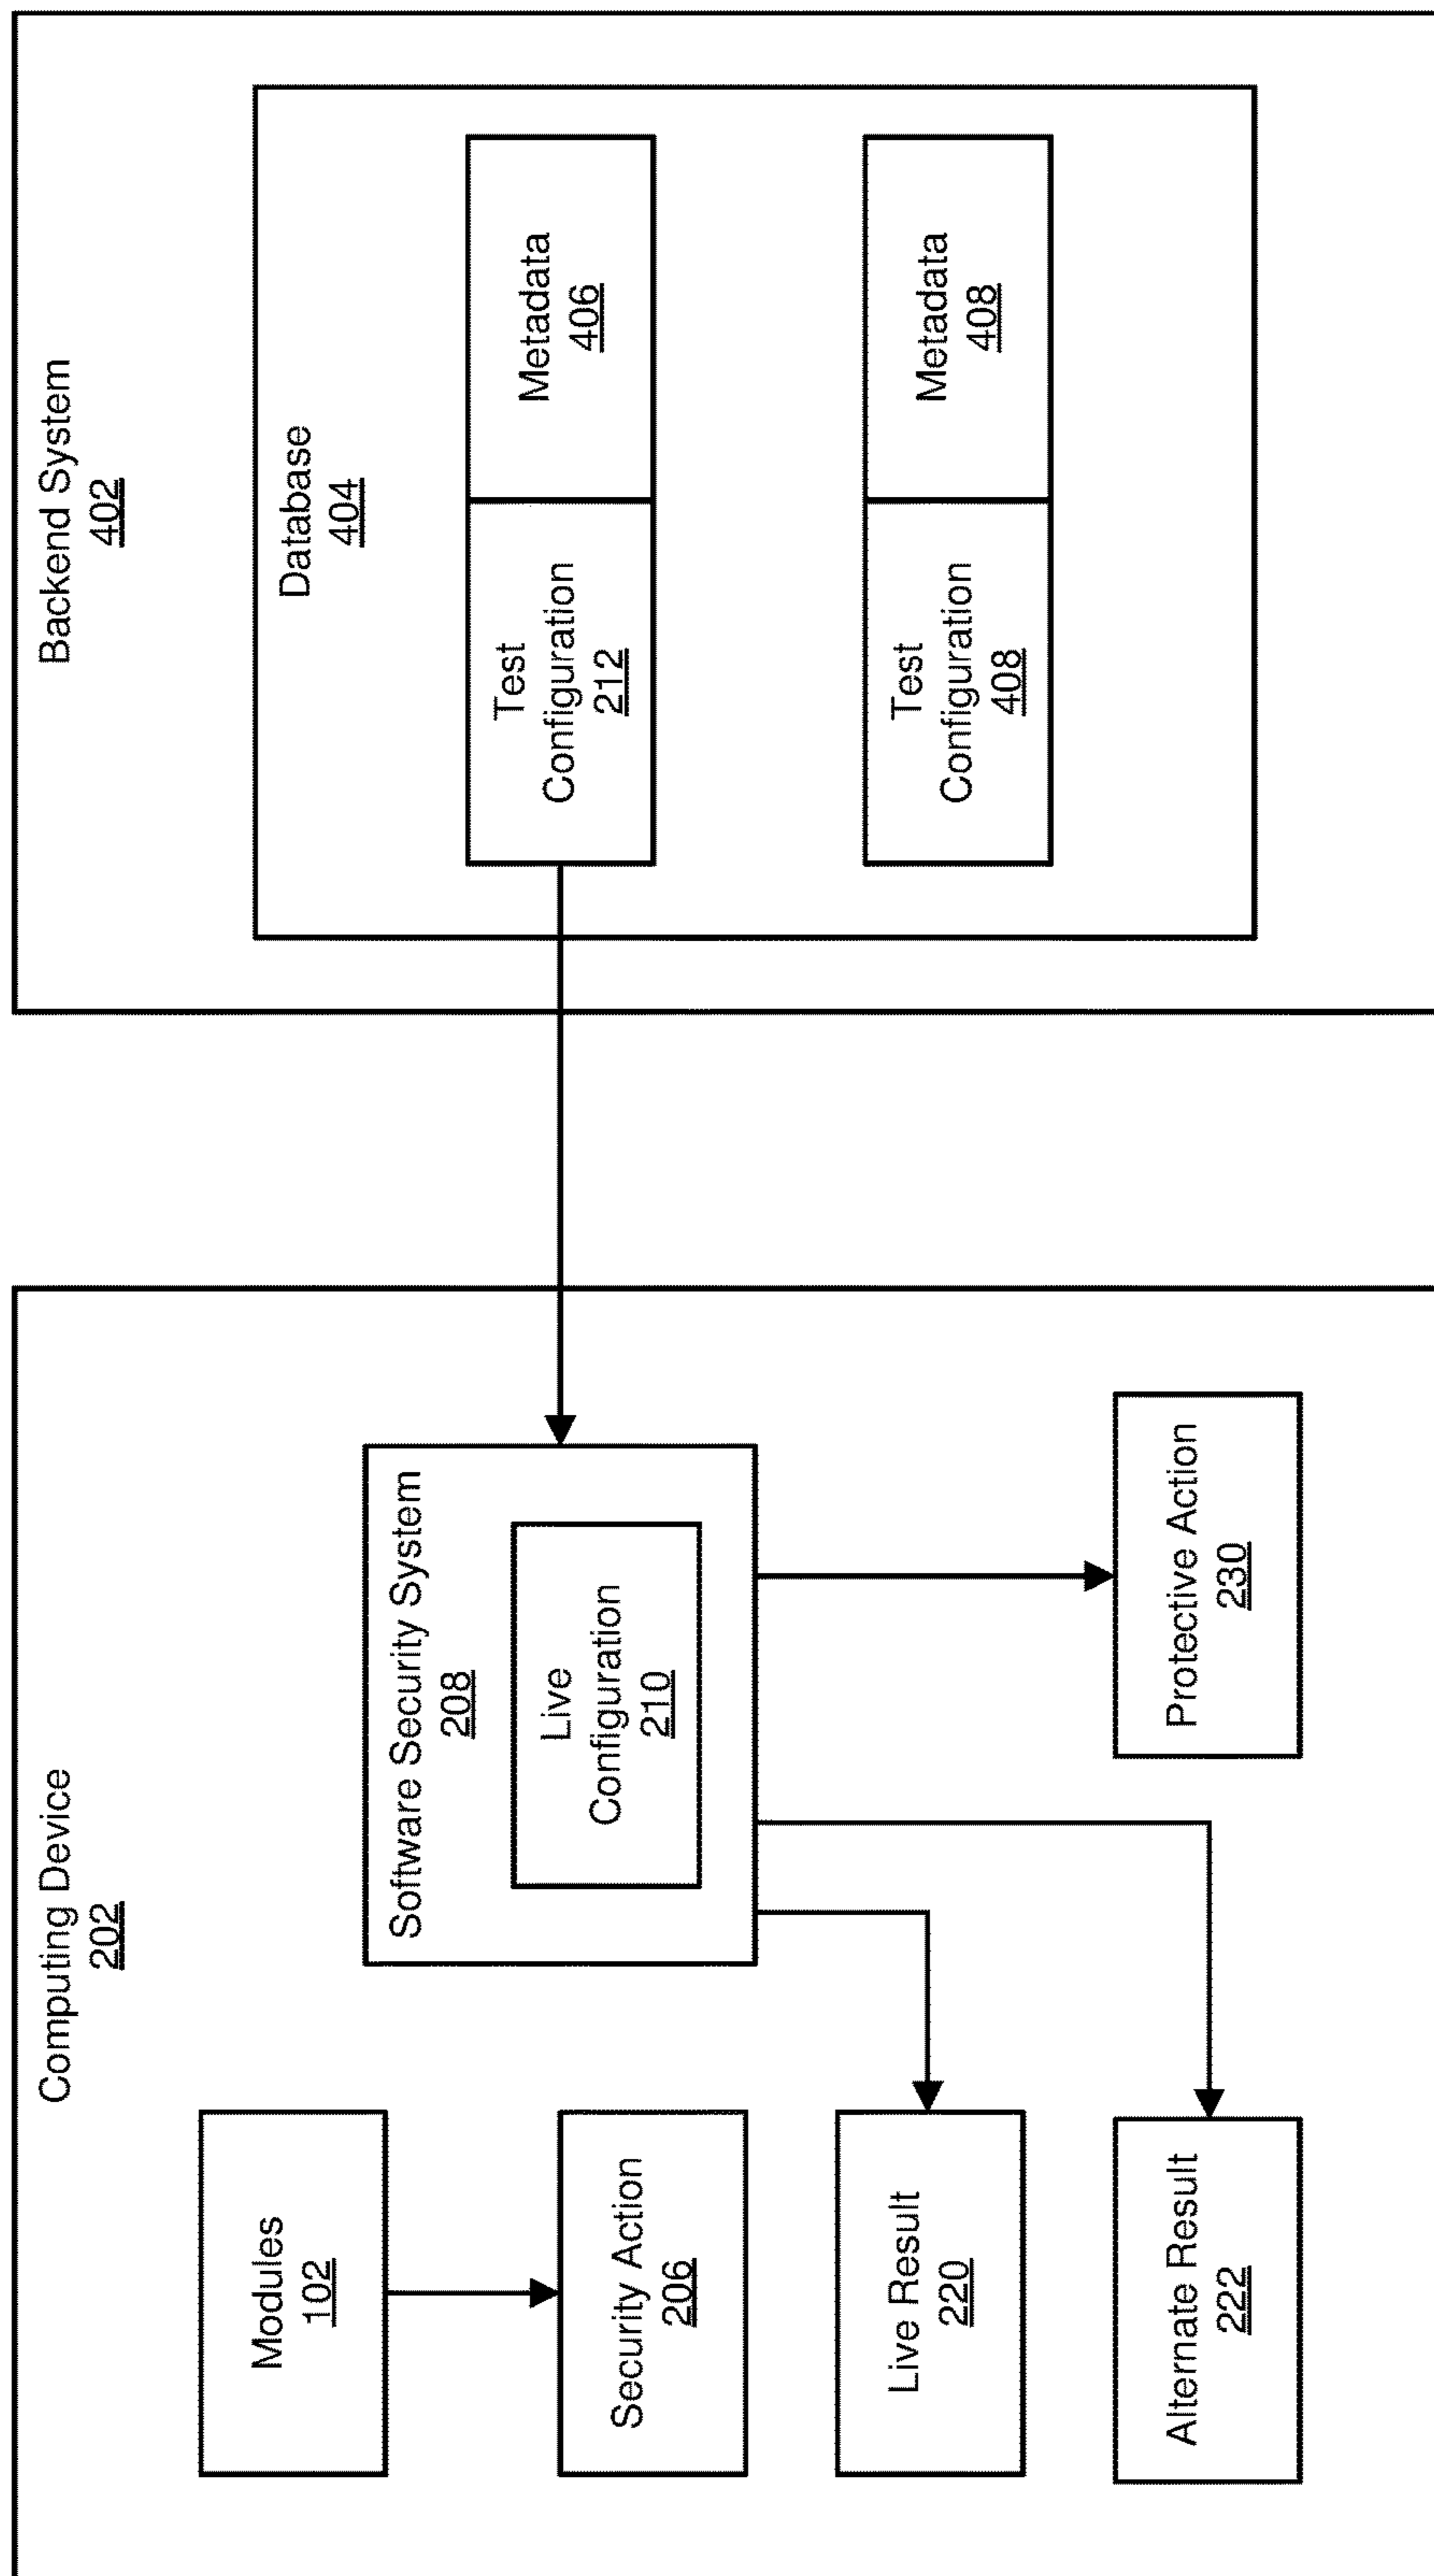 Computing Device
202
Modules
102
Security Action
206
Live Result
220
Alternate Result
222
Software Security System
208
Live
Configuration
210
Protective Action
230
Backend System
402
Database
404
Test
Configuration
212
Metadata
406
Test
Configuration
408
Metadata
408